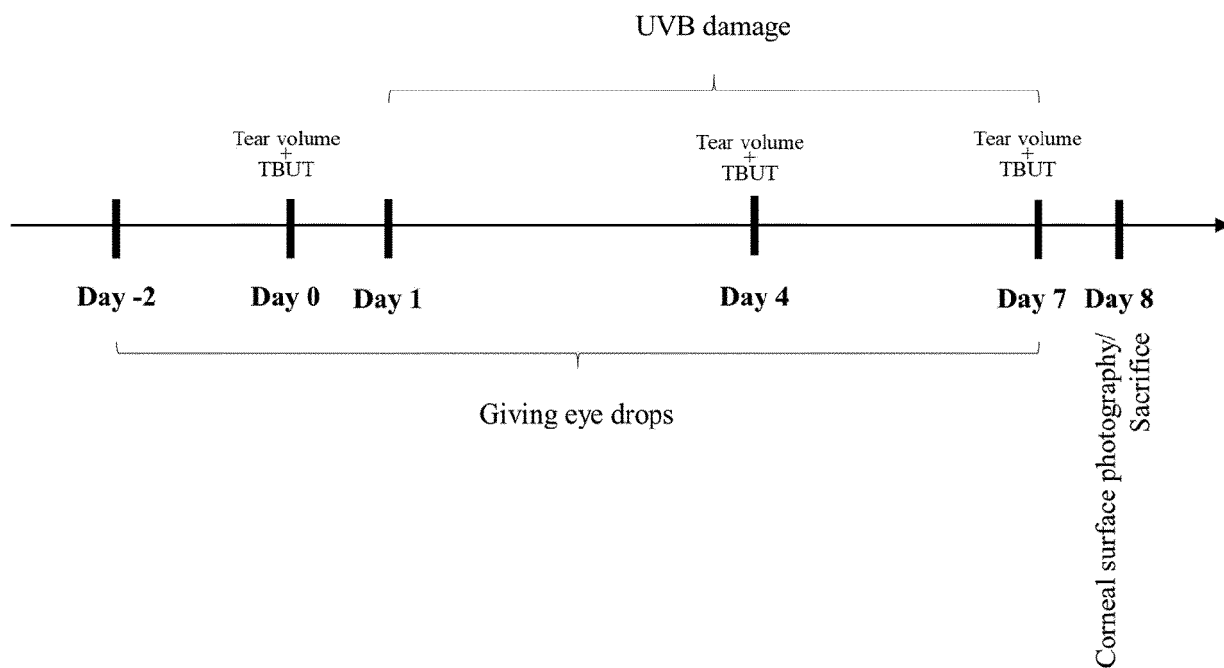 UVB damage
Tear volume
+
TBUT
Tear volume
+
TBUT
Tear volume
+
TBUT
Day -2
Day 0
Day 1
Day 4
Day 7
Day 8
Giving eye drops
Corneal surface photography/
Sacrifice